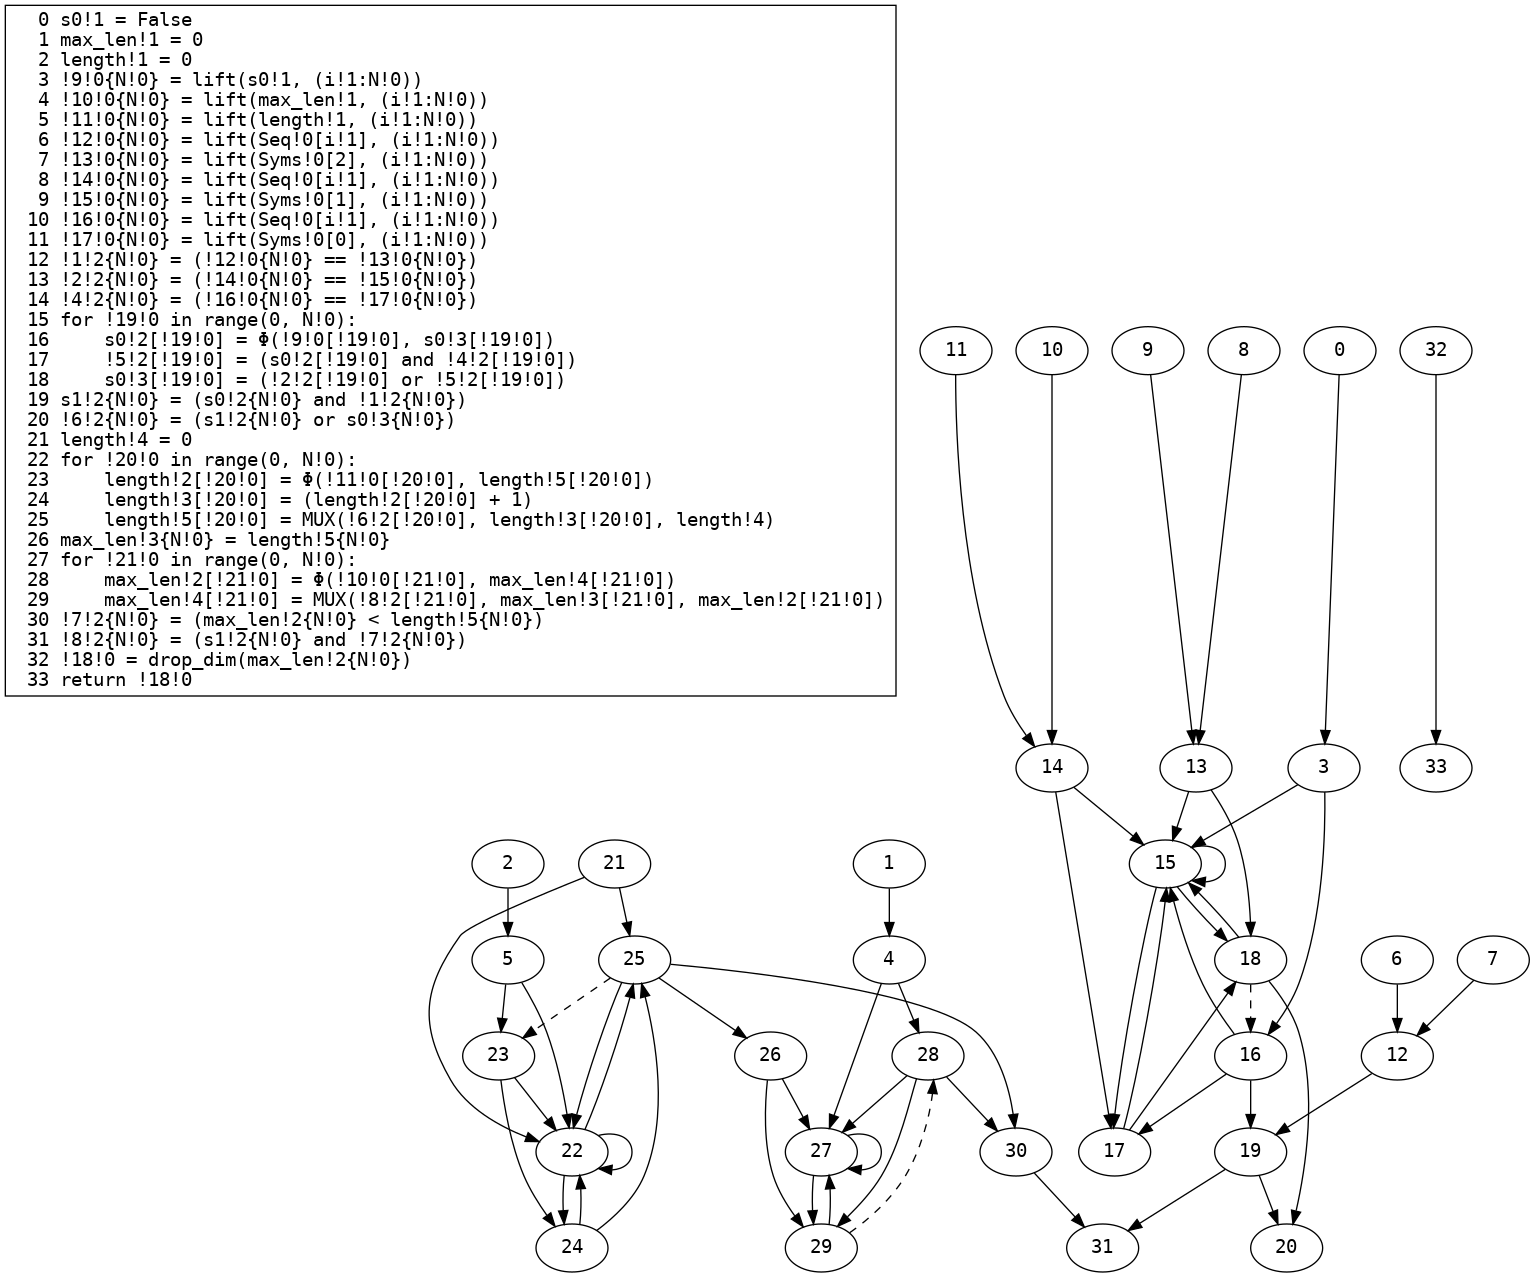 0 s0!1 = False
1 max_len!1 = 0
2 length!1 = 0
3 !9!0{N!0} = lift(s0!1, (i!1:N!0))
4 !10!0{N!0} = lift(max_len!1, (i!1:N!0))
5 !11!0{N!0} = lift(length!1, (i!1:N!0))
6 !12!0{N!0} = lift(Seq!0[i!1], (i!1:N!0))
7 !13!0{N!0} = lift(Syms!0[2], (i!1:N!0))
8 !14!0{N!0} = lift(Seq!0[i!1], (i!1:N!0))
9 !15!0{N!0} = lift(Syms!0[1], (i!1:N!0))
10 !16!0{N!0} = lift(Seq!0[i!1], (i!1:N!0))
11 !17!0{N!0} = lift(Syms!0[0], (i!1:N!0))
12 !1!2{N!0} = (!12!0{N!0} == !13!0{N!0})
13 !2!2{N!0} = (!14!0{N!0} == !15!0{N!0})
14 !4!2{N!0} = (!16!0{N!0} == !17!0{N!0})
15 for !19!0 in range(0, N!0):
16     s0!2[!19!0] = Φ(!9!0[!19!0], s0!3[!19!0])
17     !5!2[!19!0] = (s0!2[!19!0] and !4!2[!19!0])
18     s0!3[!19!0] = (!2!2[!19!0] or !5!2[!19!0])
19 s1!2{N!0} = (s0!2{N!0} and !1!2{N!0})
20 !6!2{N!0} = (s1!2{N!0} or s0!3{N!0})
21 length!4 = 0
22 for !20!0 in range(0, N!0):
23     length!2[!20!0] = Φ(!11!0[!20!0], length!5[!20!0])
24     length!3[!20!0] = (length!2[!20!0] + 1)
25     length!5[!20!0] = MUX(!6!2[!20!0], length!3[!20!0], length!4)
26 max_len!3{N!0} = length!5{N!0}
27 for !21!0 in range(0, N!0):
28     max_len!2[!21!0] = Φ(!10!0[!21!0], max_len!4[!21!0])
29     max_len!4[!21!0] = MUX(!8!2[!21!0], max_len!3[!21!0], max_len!2[!21!0])
30 !7!2{N!0} = (max_len!2{N!0} < length!5{N!0})
31 !8!2{N!0} = (s1!2{N!0} and !7!2{N!0})
32 !18!0 = drop_dim(max_len!2{N!0})
33 return !18!0
11 10 9 8 0 32
14 13 3 33
2 21 1 15
5 25 4 18 6 7
23 26 28 16 12
22 27 30 17 19
24 29 31 20